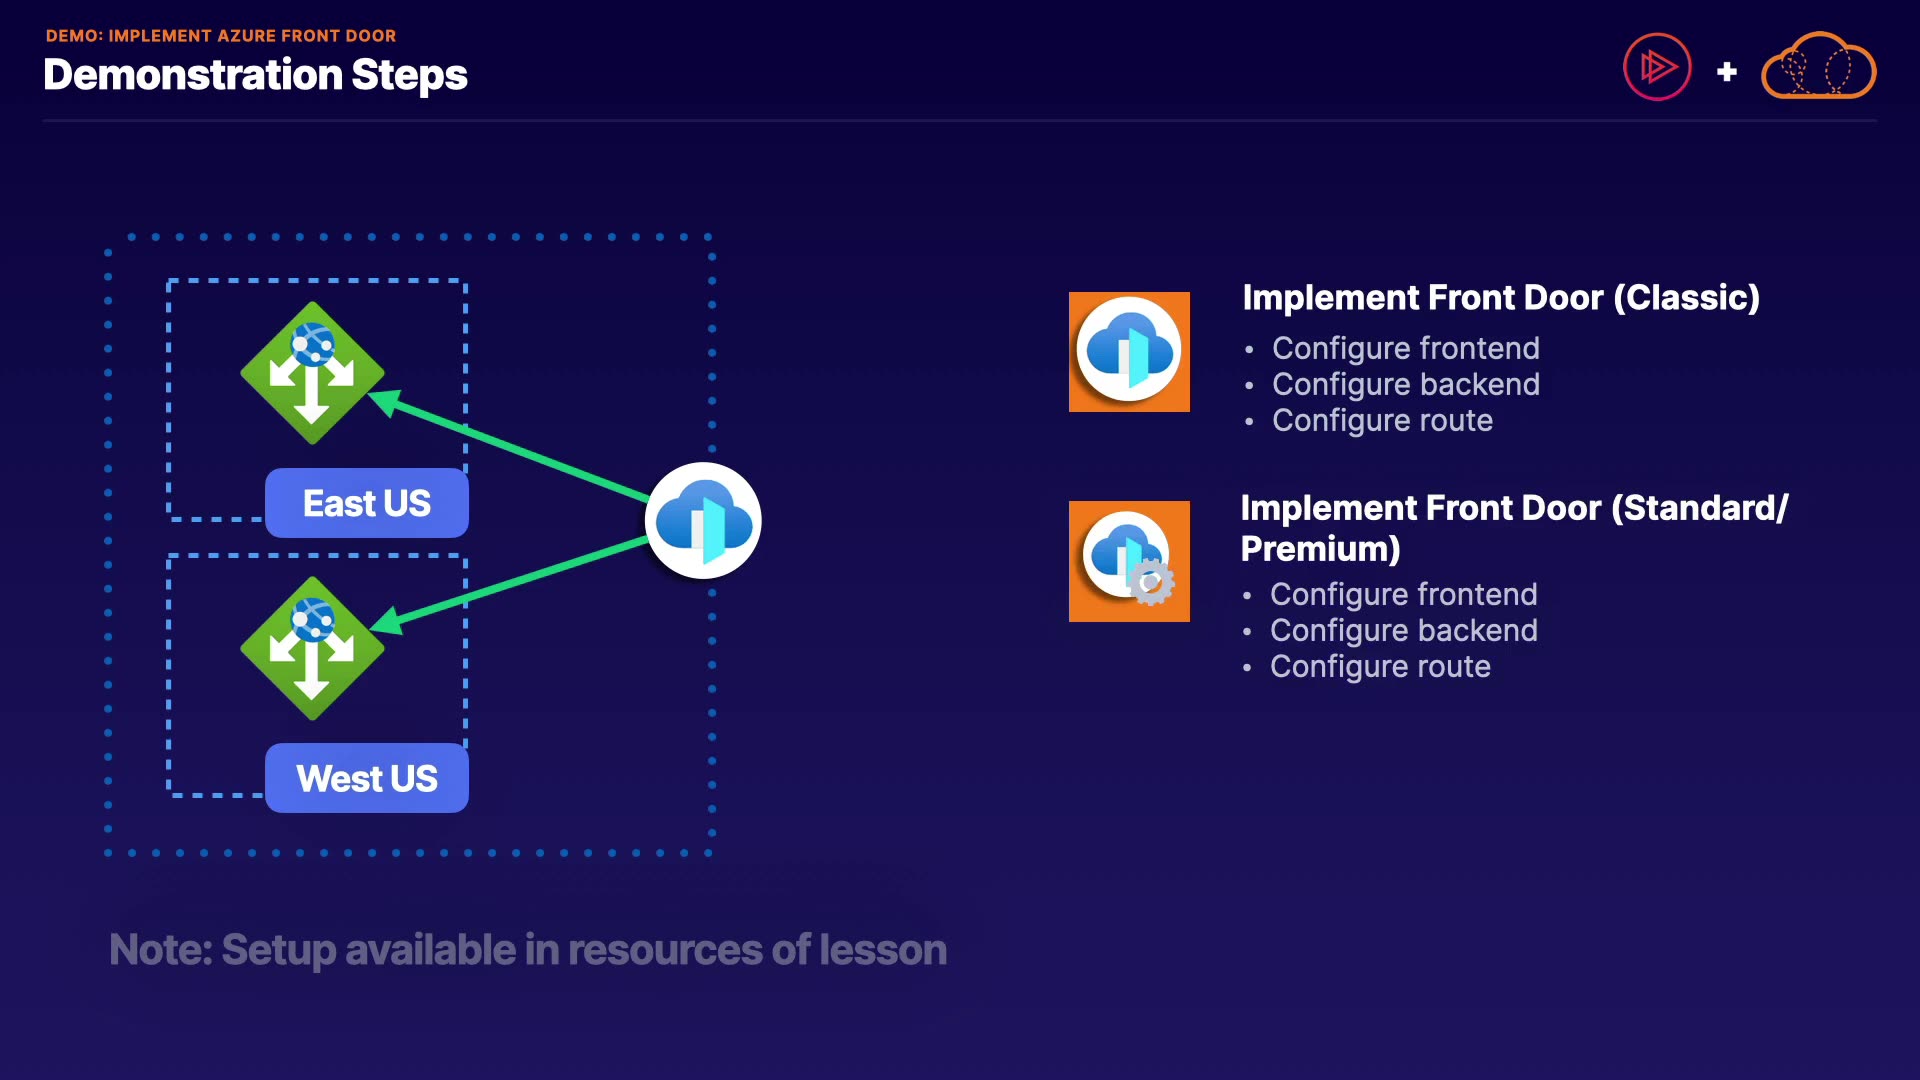 DEMO: IMPLEMENT AZURE FRONT DOOR
Demonstration Steps
East US
West US
Note: Setup available in resources of lesson
Implement Front Door (Classic)
• Configure frontend
• Configure backend
• Configure route
Implement Front Door (Standard/
Premium)
• Configure frontend
• Configure backend
• Configure route